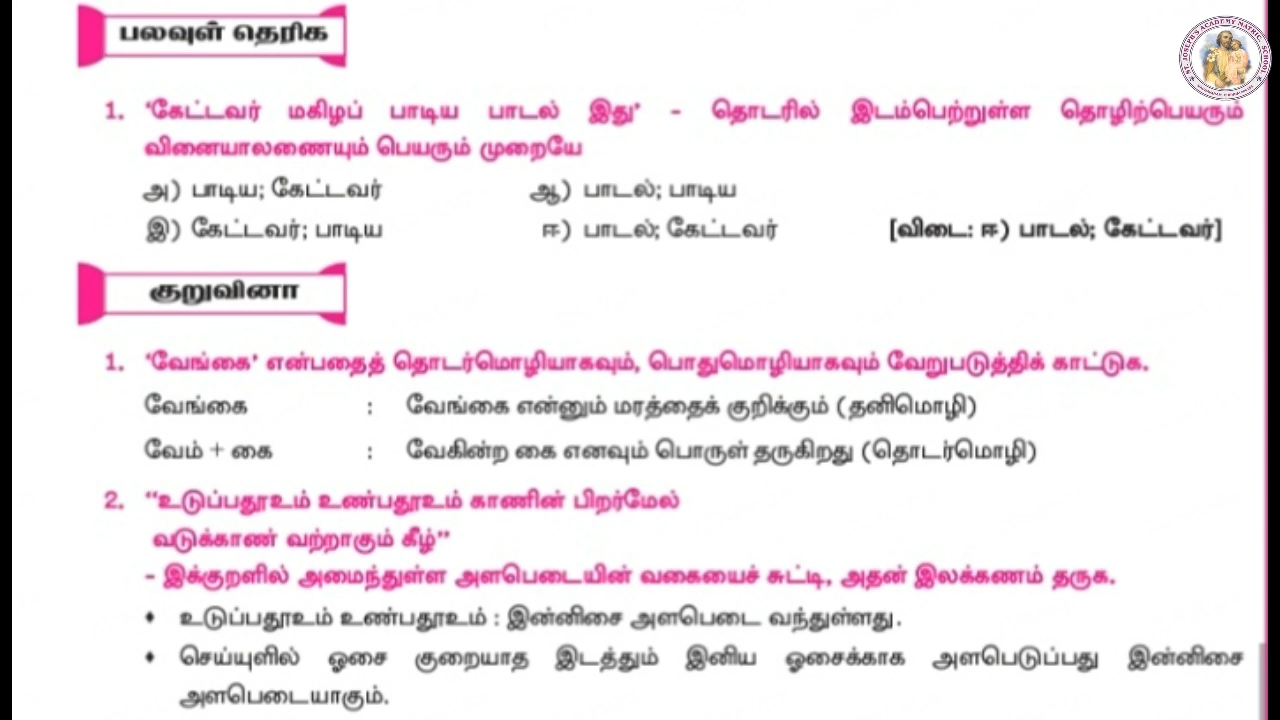 பலவுள் தெரிக
1. ‘கேட்டவர் மகிழப் பாடிய பாடல் இது’ - தொடரில் இடம்பெற்றுள்ள தொழிற்பெயரும்
வினையாலணையும் பெயரும் முறையே
அ) பாடிய; கேட்டவர் ஆ) பாடல்; பாடிய
இ) கேட்டவர்; பாடிய ஈ) பாடல்; கேட்டவர் [விடை: ஈ) பாடல்; கேட்டவர்]
குறுவினா
1. ‘வேங்கை’ என்பதைத் தொடர்மொழியாகவும், பொதுமொழியாகவும் வேறுபடுத்திக் காட்டுக.
வேங்கை : வேங்கை என்னும் மரத்தைக் குறிக்கும் (தனிமொழி)
வேம் + கை : வேகின்ற கை எனவும் பொருள் தருகிறது (தொடர்மொழி)
2. “உடுப்பதூஉம் உண்பதூஉம் காணின் பிறர்மேல்
வடுக்காண் வற்றாகும் கீழ்”
- இக்குறளில் அமைந்துள்ள அளபெடையின் வகையைச் சுட்டி, அதன் இலக்கணம் தருக.
♦ உடுப்பதூஉம் உண்பதூஉம் : இன்னிசை அளபெடை வந்துள்ளது.
♦ செய்யுளில் ஓசை குறையாத இடத்தும் இனிய ஓசைக்காக அளபெடுப்பது இன்னிசை
அளபெடையாகும்.